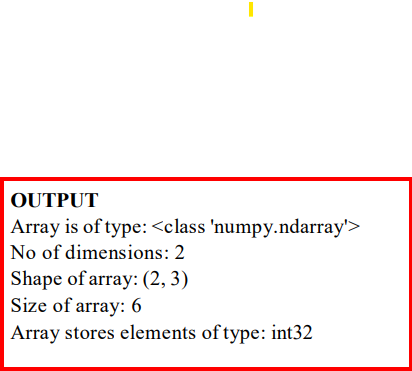 OUTPUT
Array is of type: <class 'numpy.ndarray'>
No of dimensions: 2
Shape of array: (2, 3)
Size of array: 6
Array stores elements of type: int32